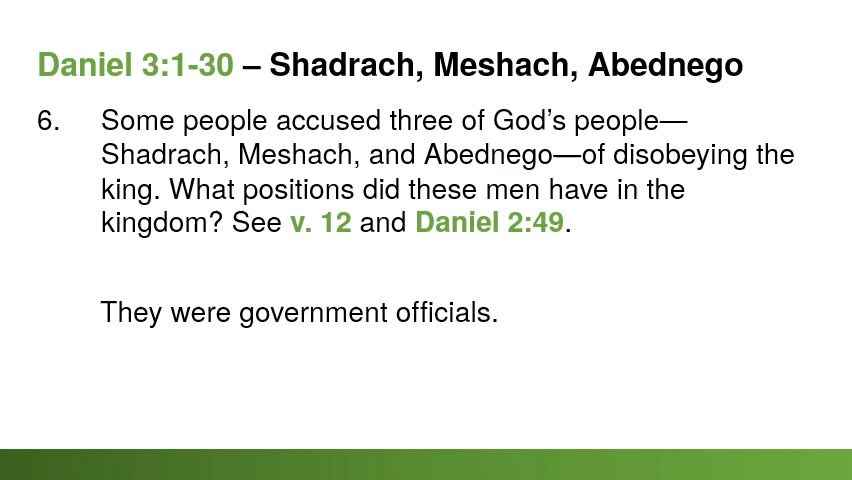 Daniel 3:1-30 – Shadrach, Meshach, Abednego
6. Some people accused three of God’s people—
Shadrach, Meshach, and Abednego—of disobeying the
king. What positions did these men have in the
kingdom? See v. 12 and Daniel 2:49.
They were government officials.